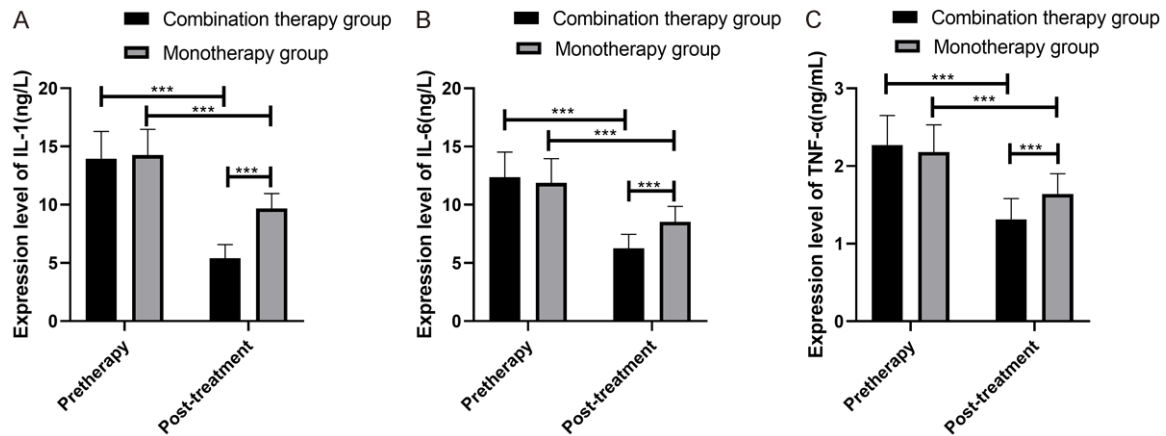 A
Combination therapy group
Monotherapy group
Expression level of IL-1(ng/L)
20
15
10
5
0
***
***
***
Pretherapy
Post-treatment
B
Combination therapy group
Monotherapy group
Expression level of IL-6(ng/L)
20
15
10
5
0
***
***
***
Pretherapy
Post-treatment
C
Combination therapy group
Monotherapy group
Expression level of TNF-α(ng/mL)
3
2
1
0
***
***
***
Pretherapy
Post-treatment